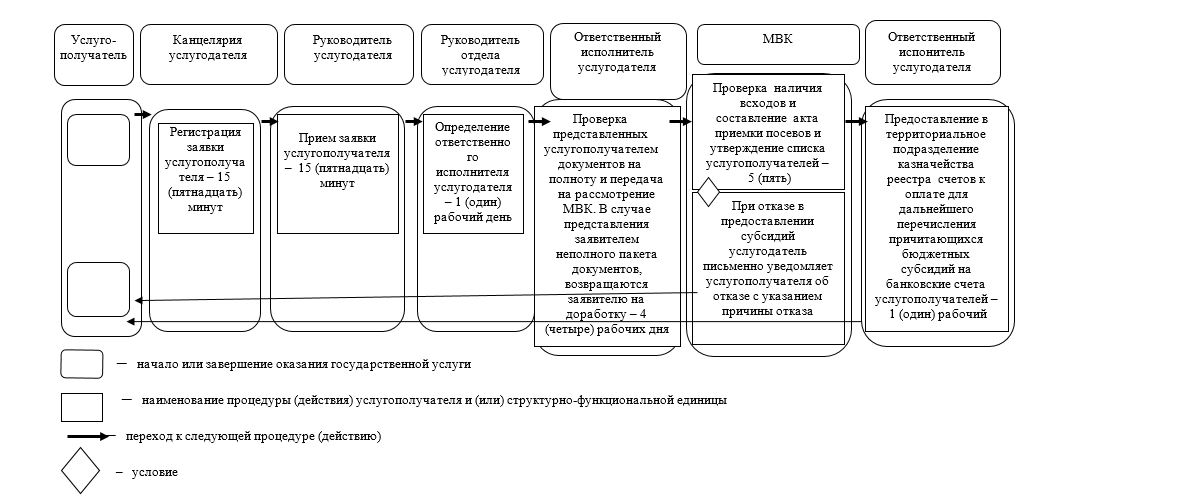 Услуго-
получатель
Канцелярия
услугодателя
Руководитель
услугодателя
Руководитель
отдела
услугодателя
Ответственный
исполнитель
услугодателя
МВК
Ответственный
испонитель
услугодателя
Регистрация
заявки
услугополуча
теля – 15
(пятнадцать)
минут
Прием заявки
услугополучателя
– 15 (пятнадцать)
минут
Определение
ответственно
го
исполнителя
услугодателя
– 1 (один)
рабочий день
Проверка
представленных
услугополучателем
документов на
полноту и передача
на рассмотрение
МВК. В случае
представления
заявителем
неполного пакета
документов,
возвращаются
заявителю на
доработку – 4
(четыре) рабочих дня
Проверка наличия
всходов и
составление акта
приемки посевов и
утверждение списка
услугополучателей –
5 (пять)
При отказе в
предоставлении
субсидий
услугодатель
письменно уведомляет
услугополучателя об
отказе с указанием
причины отказа
Предоставление в
территориальное
подразделение
казначейства
реестра счетов к
оплате для
дальнейшего
перечисления
причитающихся
бюджетных
субсидий на
банковские счета
услугополучателей –
1 (один) рабочий
– начало или завершение оказания государственной услуги
– наименование процедуры (действия) услугополучателя и (или) структурно-функциональной единицы
– переход к следующей процедуре (действию)
– условие